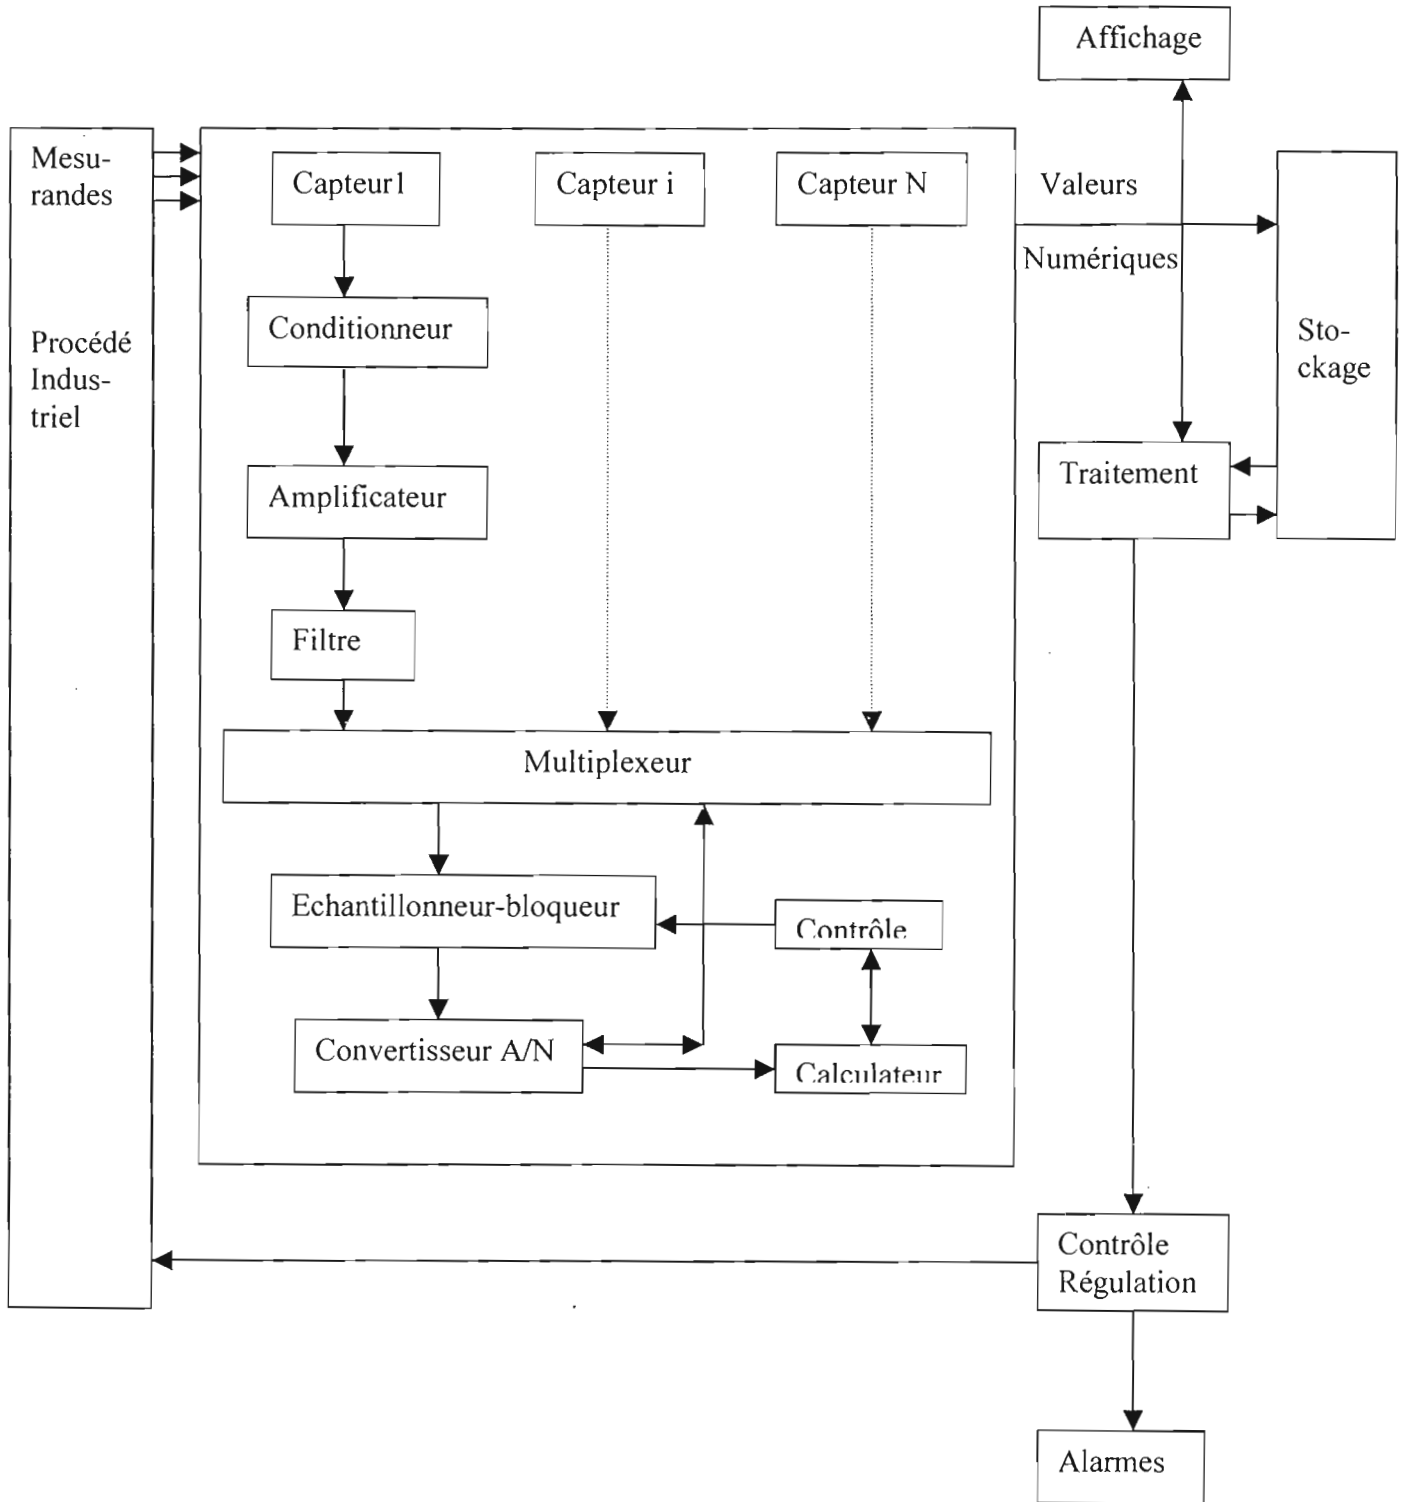 Affichage
Mesu-
randes
Capteur1
Capteur i
Capteur N
Valeurs
Numériques
Conditionneur
Procédé
Indus-
triel
Sto-
ckage
Amplificateur
Traitement
Filtre
Multiplexeur
Echantillonneur-bloqueur
Contrôle
Convertisseur A/N
Calculateur
Contrôle
Régulation
Alarmes